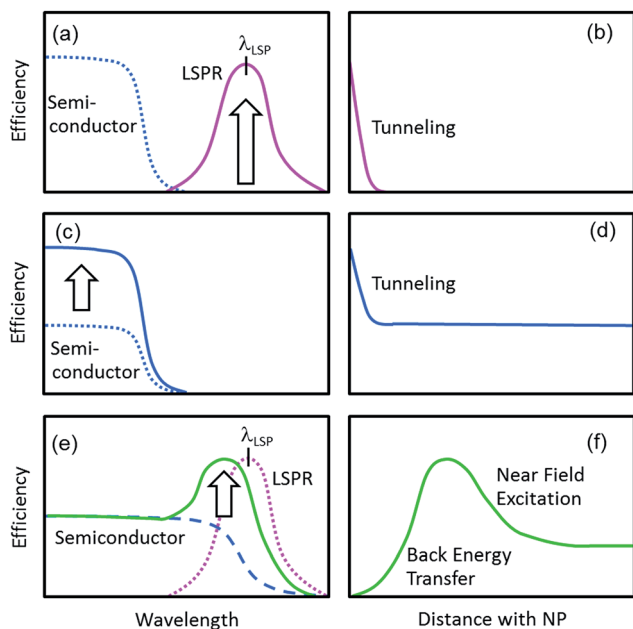 (a)
λLSP
LSPR
Semi-
conductor
Efficiency
(b)
Tunneling
(c)
Semi-
conductor
Efficiency
(d)
Tunneling
(e)
λLSP
LSPR
Semiconductor
Efficiency
Wavelength
(f)
Near Field
Excitation
Back Energy
Transfer
Distance with NP